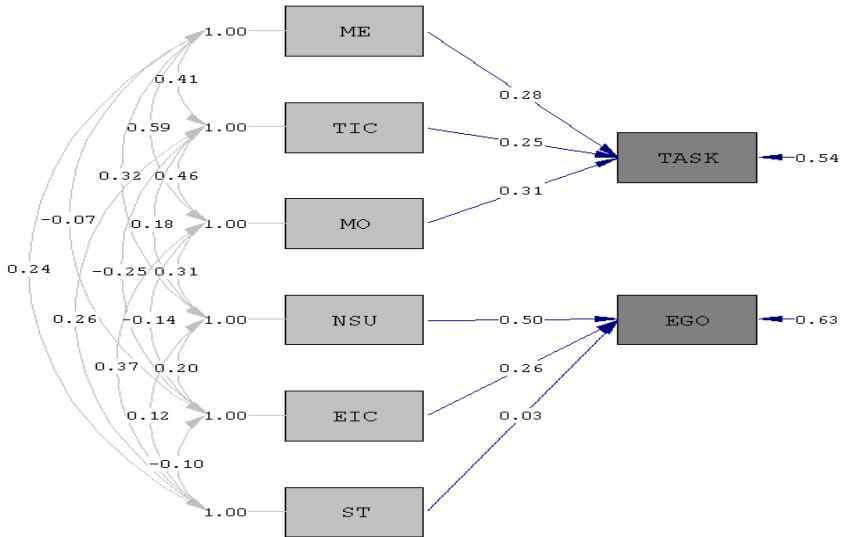 1.00 ME
0.41
0.28
0.59 1.00 TIC
0.25
TASK 0.54
0.32 0.46
0.31
-0.07 0.18 1.00 MO
0.24 -0.25 0.31
0.26 -0.14 1.00 NSU 0.50 EGO 0.63
0.37 0.20
0.26
0.12 1.00 EIC
0.03
-0.10
1.00 ST